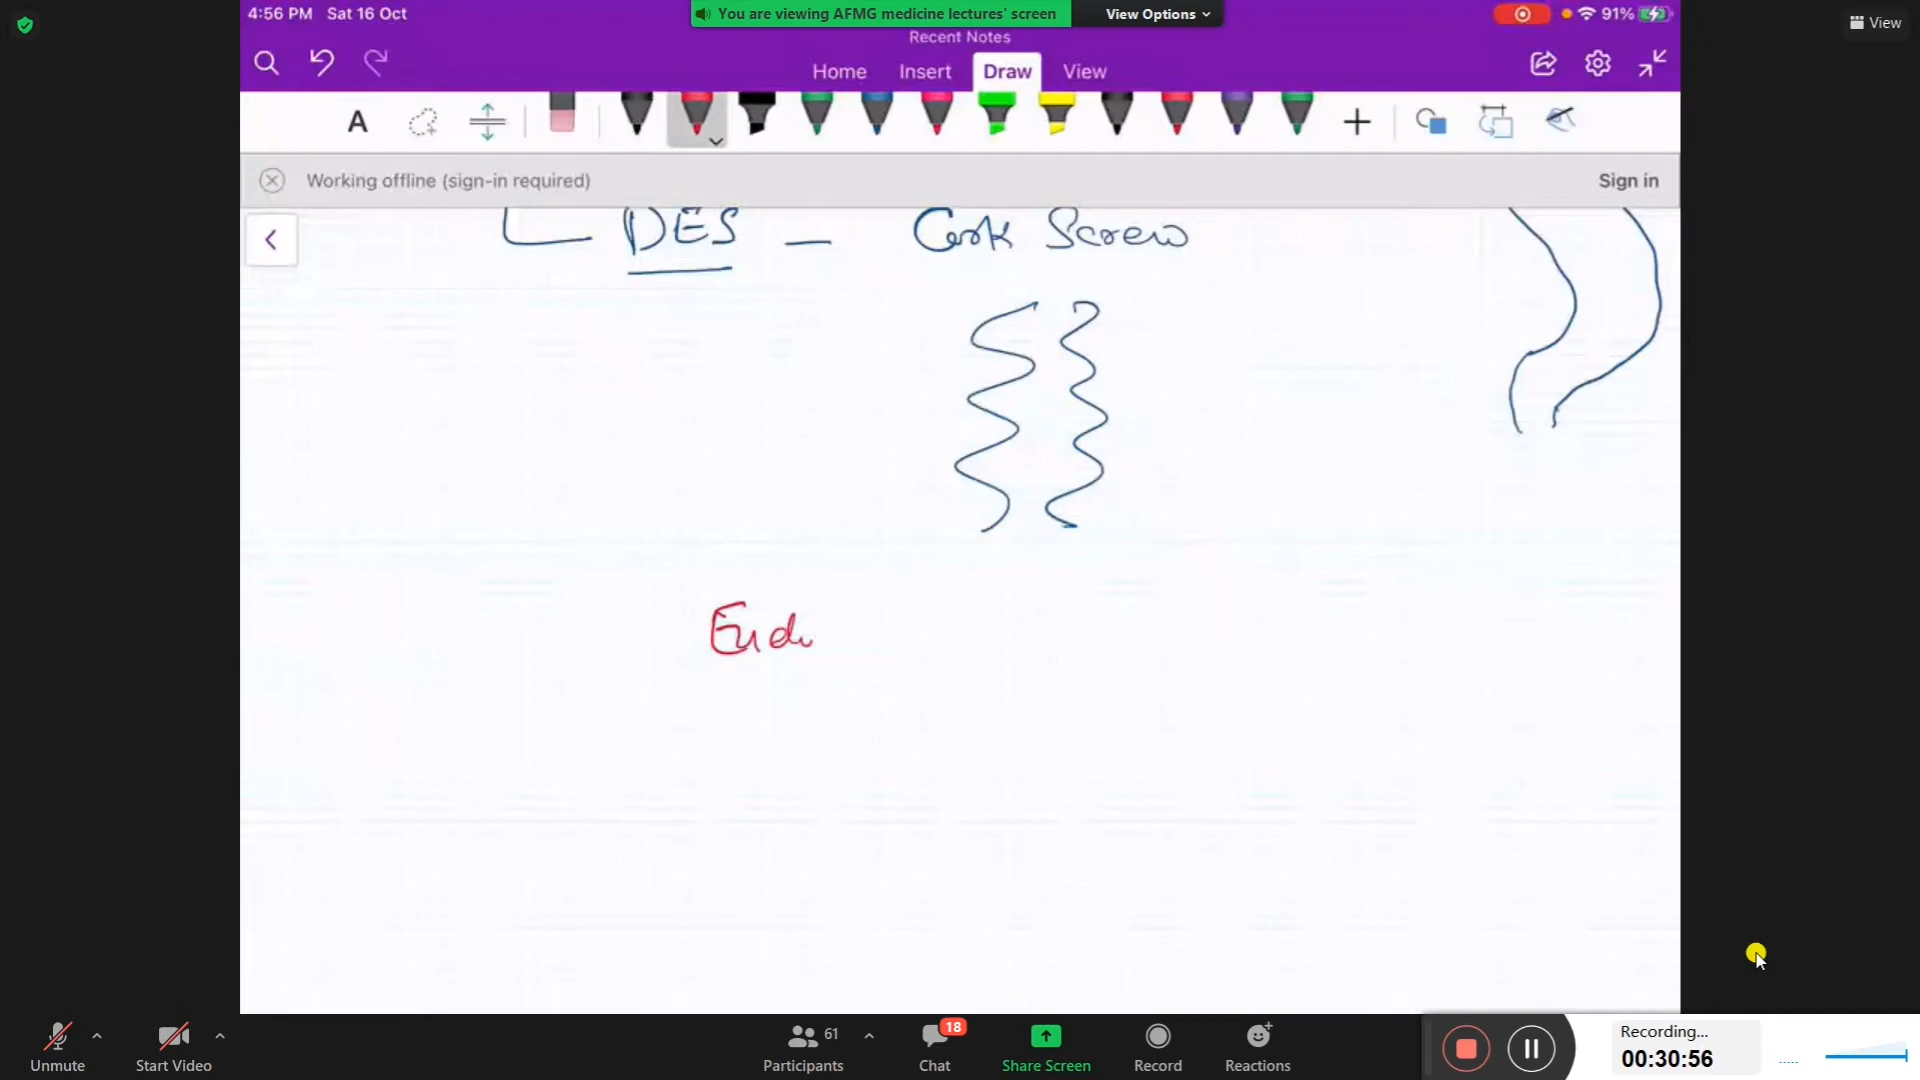 4:56 PM Sat 16 Oct
You are viewing AFMG medicine lectures' screen
View Options
91%
View
Recent Notes
Home Insert Draw View
A
Working offline (sign-in required)
Sign in
DES — Cork Screw
End
Unmute
Start Video
Participants
61
Chat
18
Share Screen
Record
Reactions
Recording...
00:30:56